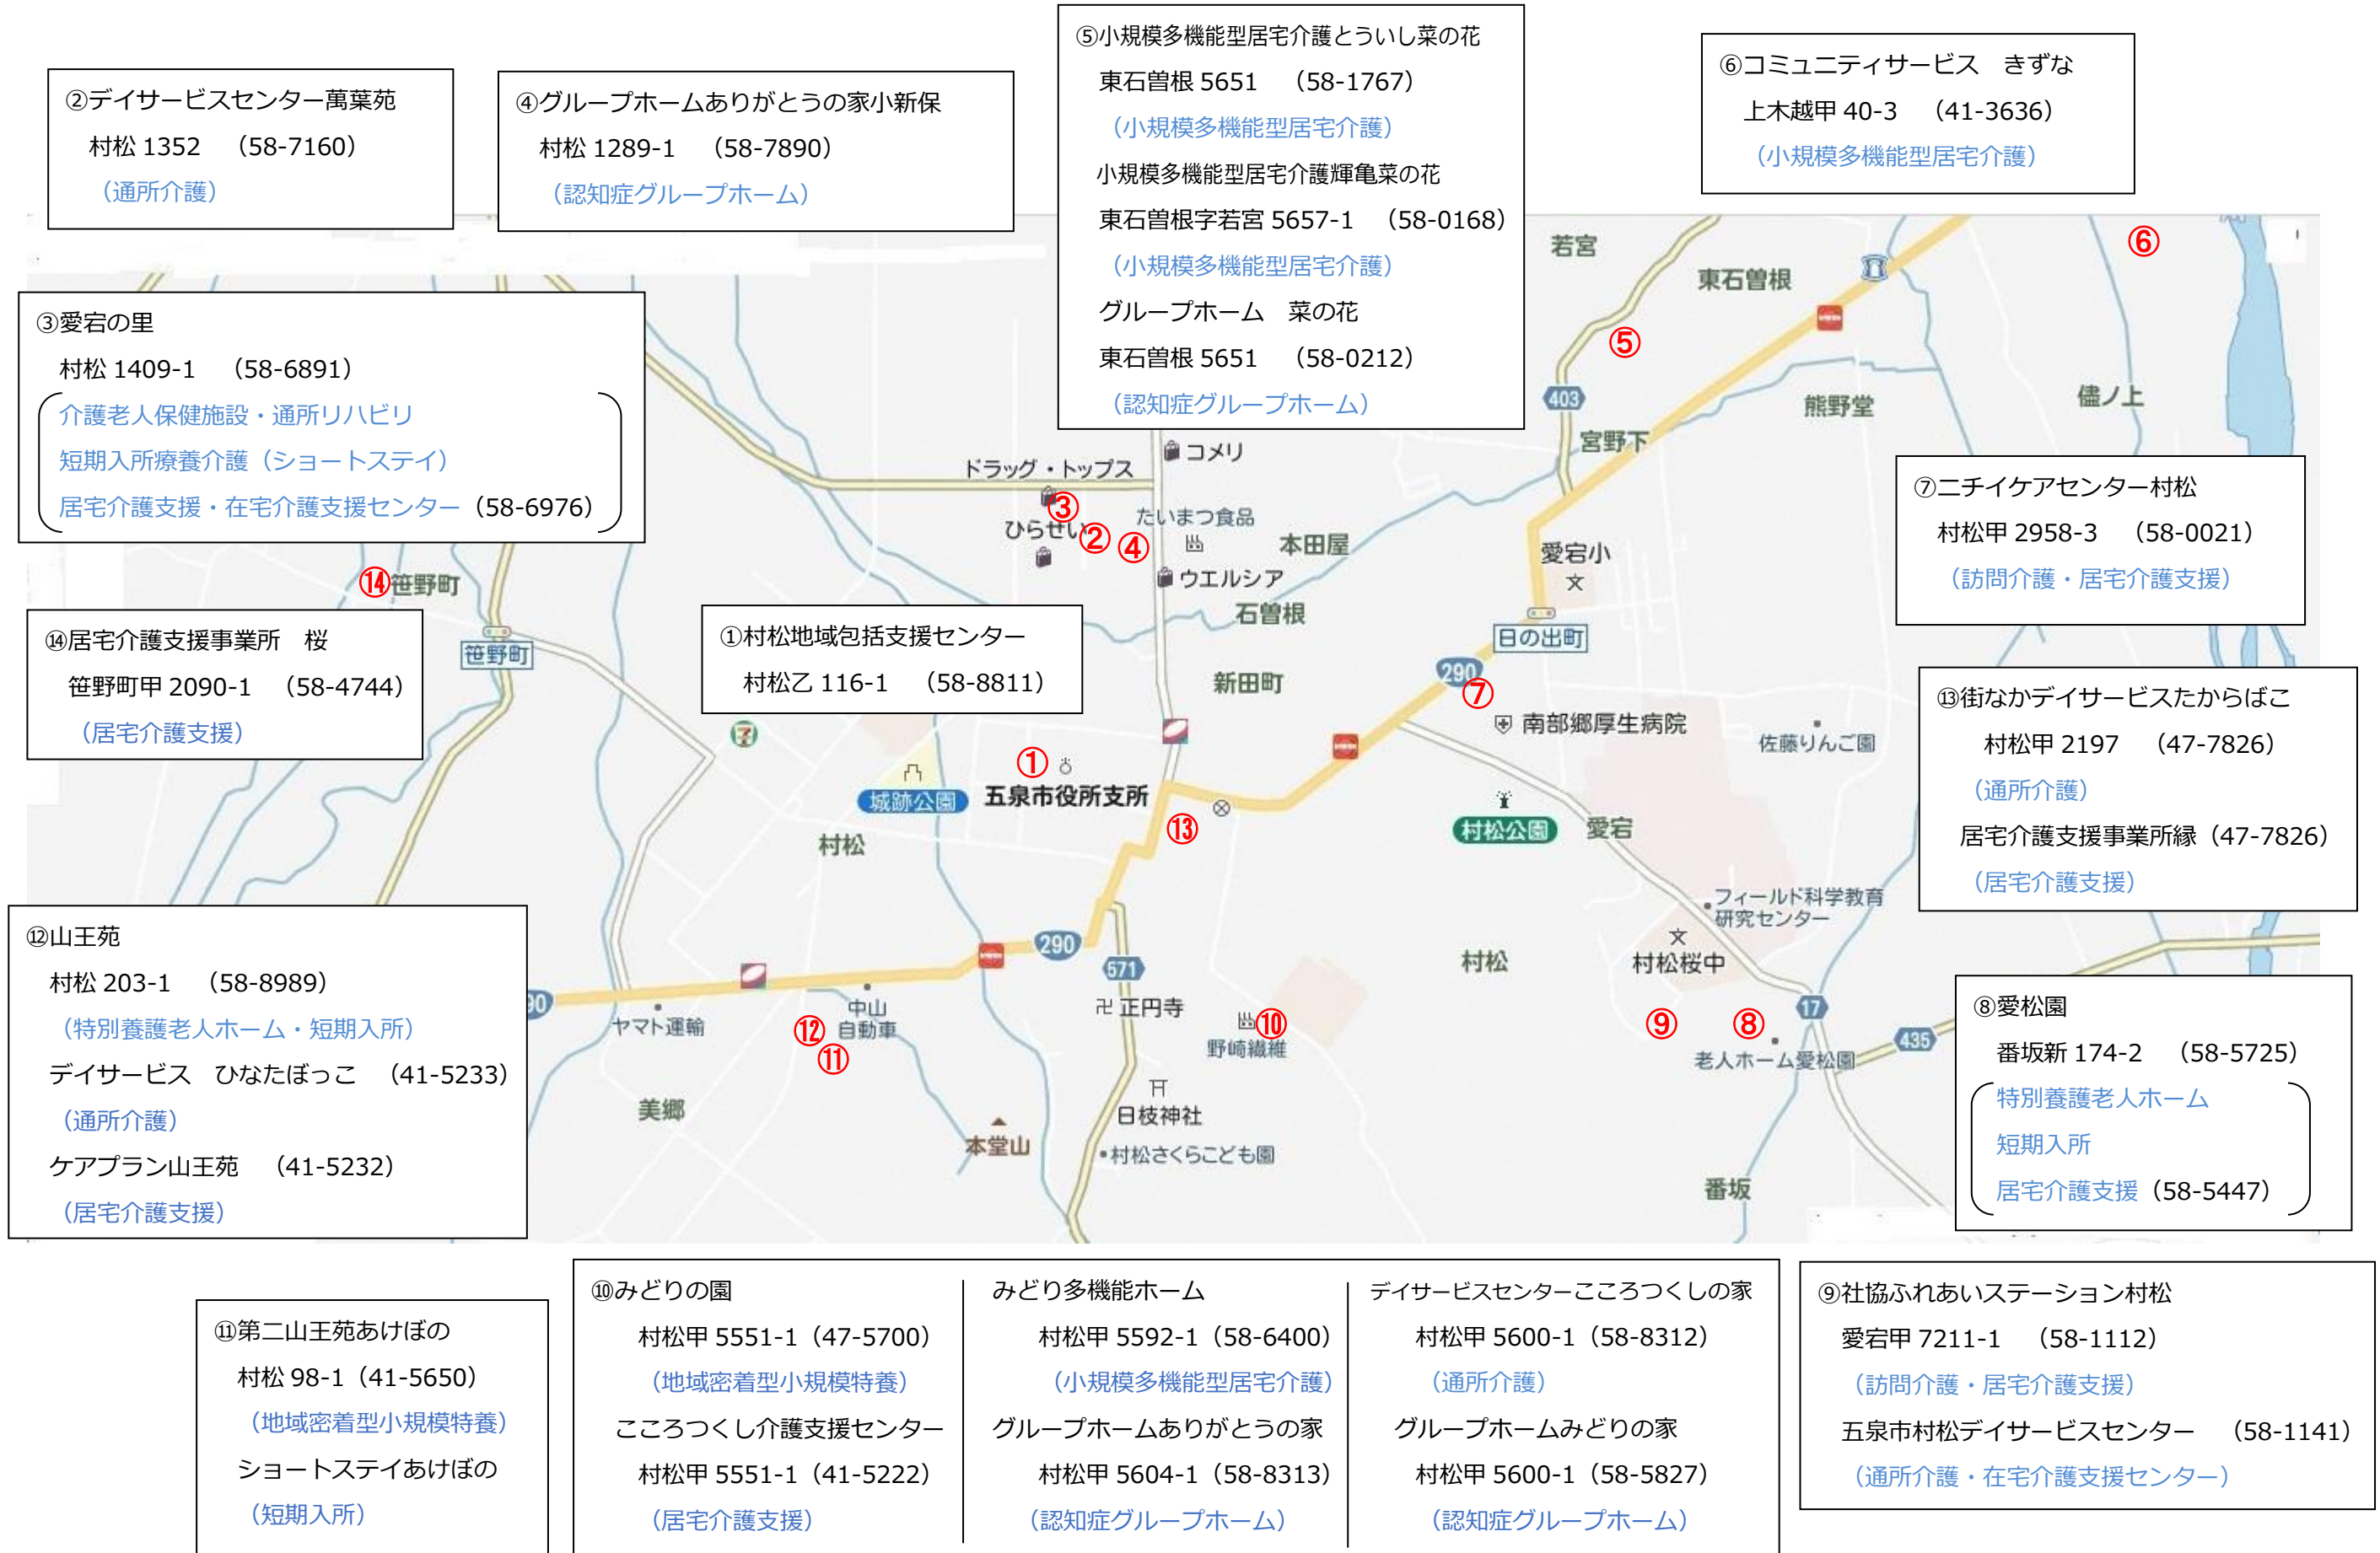 ②デイサービスセンター萬葉苑
村松 1352 （58-7160）
（通所介護）
④グループホームありがとうの家小新保
村松 1289-1 （58-7890）
（認知症グループホーム）
⑤小規模多機能型居宅介護とういし菜の花
東石曽根 5651 （58-1767）
（小規模多機能型居宅介護）
小規模多機能型居宅介護輝亀菜の花
東石曽根字若宮 5657-1 （58-0168）
（小規模多機能型居宅介護）
グループホーム 菜の花
東石曽根 5651 （58-0212）
（認知症グループホーム）
⑥コミュニティサービス きずな
上木越甲 40-3 （41-3636）
（小規模多機能型居宅介護）
③愛宕の里
村松 1409-1 （58-6891）
介護老人保健施設・通所リハビリ
短期入所療養介護（ショートステイ）
居宅介護支援・在宅介護支援センター（58-6976）
⑭居宅介護支援事業所 桜
笹野町甲 2090-1 （58-4744）
（居宅介護支援）
①村松地域包括支援センター
村松乙 116-1 （58-8811）
⑦ニチイケアセンター村松
村松甲 2958-3 （58-0021）
（訪問介護・居宅介護支援）
⑬街なかデイサービスたからばこ
村松甲 2197 （47-7826）
（通所介護）
居宅介護支援事業所縁（47-7826）
（居宅介護支援）
⑫山王苑
村松 203-1 （58-8989）
（特別養護老人ホーム・短期入所）
デイサービス ひなたぼっこ （41-5233）
（通所介護）
ケアプラン山王苑 （41-5232）
（居宅介護支援）
⑧愛松園
番坂新 174-2 （58-5725）
特別養護老人ホーム
短期入所
居宅介護支援（58-5447）
⑪第二山王苑あけぼの
村松 98-1（41-5650）
（地域密着型小規模特養）
ショートステイあけぼの
（短期入所）
⑩みどりの園
村松甲 5551-1（47-5700）
（地域密着型小規模特養）
こころつくし介護支援センター
村松甲 5551-1（41-5222）
（居宅介護支援）
みどり多機能ホーム
村松甲 5592-1（58-6400）
（小規模多機能型居宅介護）
グループホームありがとうの家
村松甲 5604-1（58-8313）
（認知症グループホーム）
デイサービスセンターこころつくしの家
村松甲 5600-1（58-8312）
（通所介護）
グループホームみどりの家
村松甲 5600-1（58-5827）
（認知症グループホーム）
⑨社協ふれあいステーション村松
愛宕甲 7211-1 （58-1112）
（訪問介護・居宅介護支援）
五泉市村松デイサービスセンター （58-1141）
（通所介護・在宅介護支援センター）
若宮
⑥
東石曽根
⑤
403
熊野堂
儘ノ上
宮野下
コメリ
ドラッグ・トップス
③
ひらせい
②
④
たいまつ食品
本田屋
ウエルシア
石曽根
愛宕小
文
日の出町
⑭
笹野町
笹野町
新田町
290
⑦
南部郷厚生病院
佐藤りんご園
7
①
城跡公園
五泉市役所支所
⑬
村松公園
愛宕
村松
フィールド科学教育
研究センター
文
村松桜中
村松
290
671
90
ヤマト運輸
中山
自動車
⑫
⑪
卍 正円寺
⑩
野崎繊維
⑨
⑧
17
435
老人ホーム愛松園
美郷
本堂山
日枝神社
村松さくらこども園
番坂